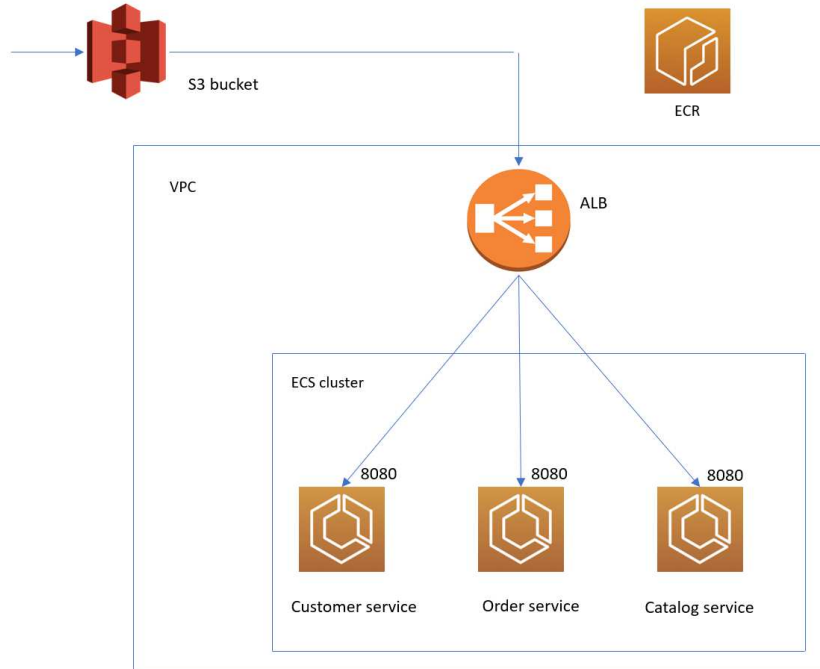 S3 bucket
ECR
VPC
ALB
ECS cluster
8080
8080
8080
Customer service
Order service
Catalog service